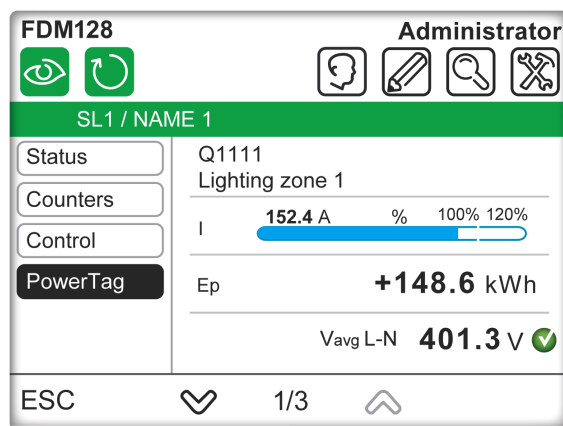 FDM128 Administrator
SL1 / NAME 1
Status
Counters
Control
PowerTag
Q1111
Lighting zone 1
I 152.4 A % 100% 120%
Ep +148.6 kWh
Vavg L-N 401.3 V
ESC 1/3